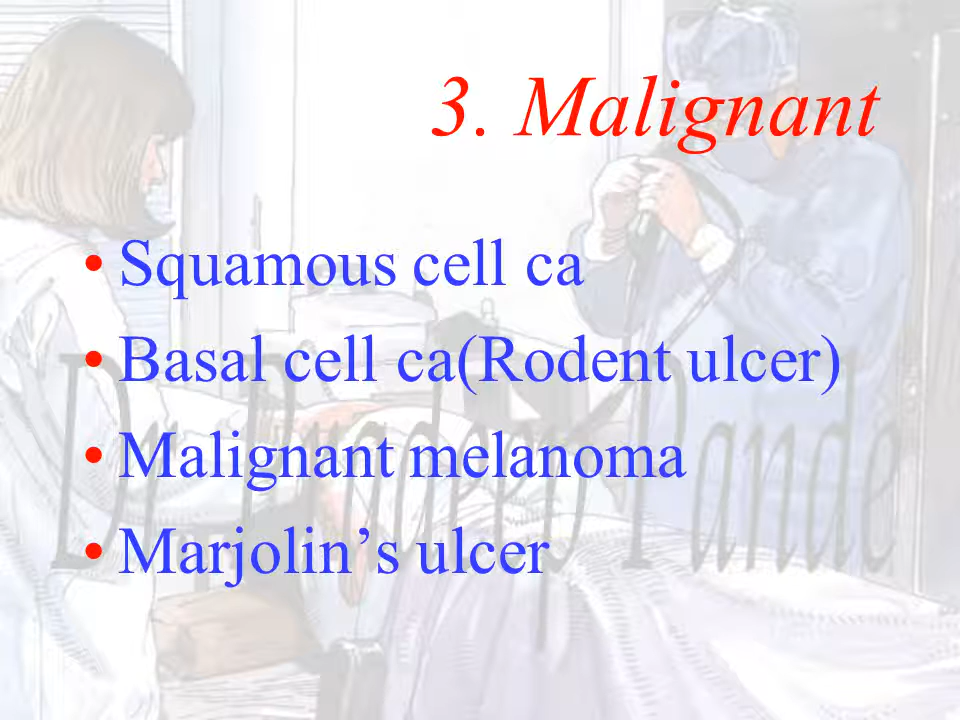 3. Malignant
• Squamous cell ca
• Basal cell ca(Rodent ulcer)
• Malignant melanoma
• Marjolin’s ulcer